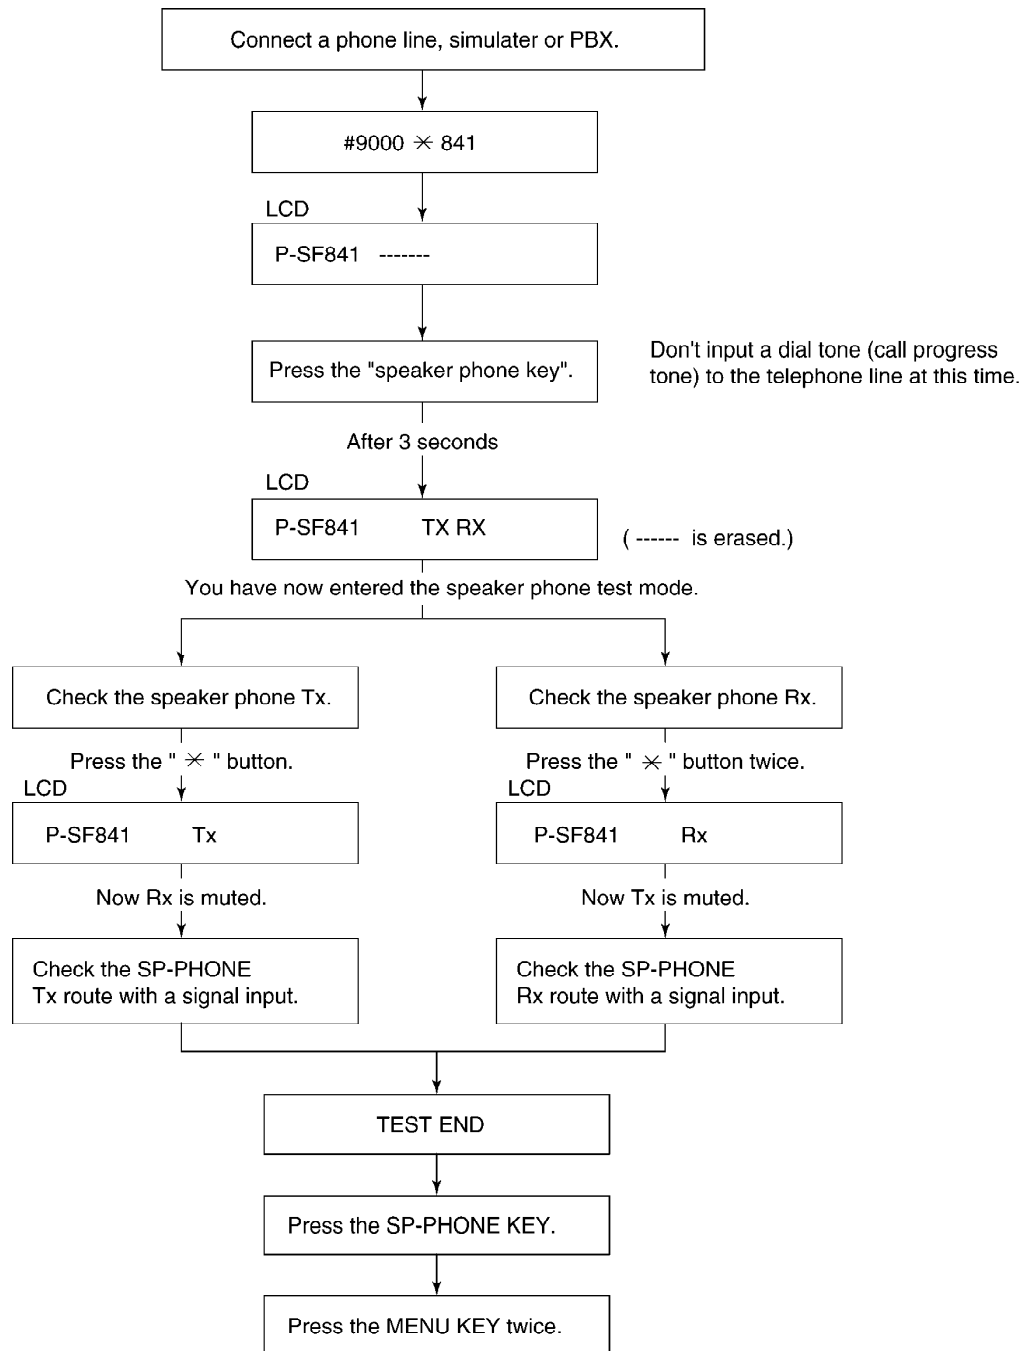 Connect a phone line, simulater or PBX.
#9000 ✳ 841
LCD
P-SF841 -------
Press the "speaker phone key".
Don't input a dial tone (call progress
tone) to the telephone line at this time.
After 3 seconds
LCD
P-SF841 TX RX
( ------ is erased.)
You have now entered the speaker phone test mode.
Check the speaker phone Tx.
Press the " ✳ " button.
LCD
P-SF841 Tx
Now Rx is muted.
Check the SP-PHONE
Tx route with a signal input.
Check the speaker phone Rx.
Press the " ✳ " button twice.
LCD
P-SF841 Rx
Now Tx is muted.
Check the SP-PHONE
Rx route with a signal input.
TEST END
Press the SP-PHONE KEY.
Press the MENU KEY twice.